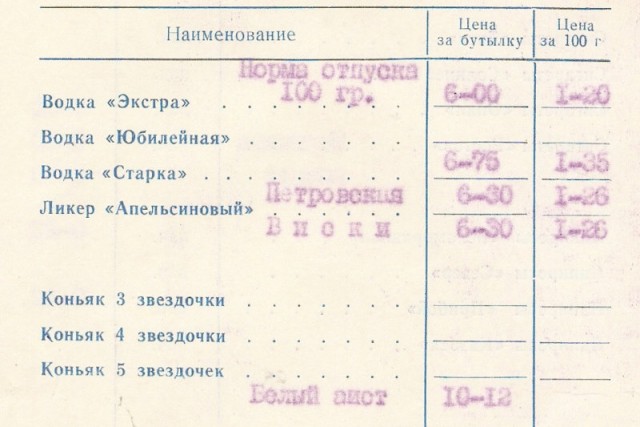 Наименование Цена за бутылку Цена за 100 г
Норма отпуска
100 гр.
Водка «Экстра» . . . . . . . 6-00 1-20
Водка «Юбилейная» . . . . .
Водка «Старка» . . . . . . . 6-75 1-35
Петровская 6-30 1-26
Ликер «Апельсиновый» . . . . .
Виски 6-30 1-26
Коньяк 3 звездочки . . . . . .
Коньяк 4 звездочки . . . . . .
Коньяк 5 звездочек . . . . . .
Белый аист 10-12